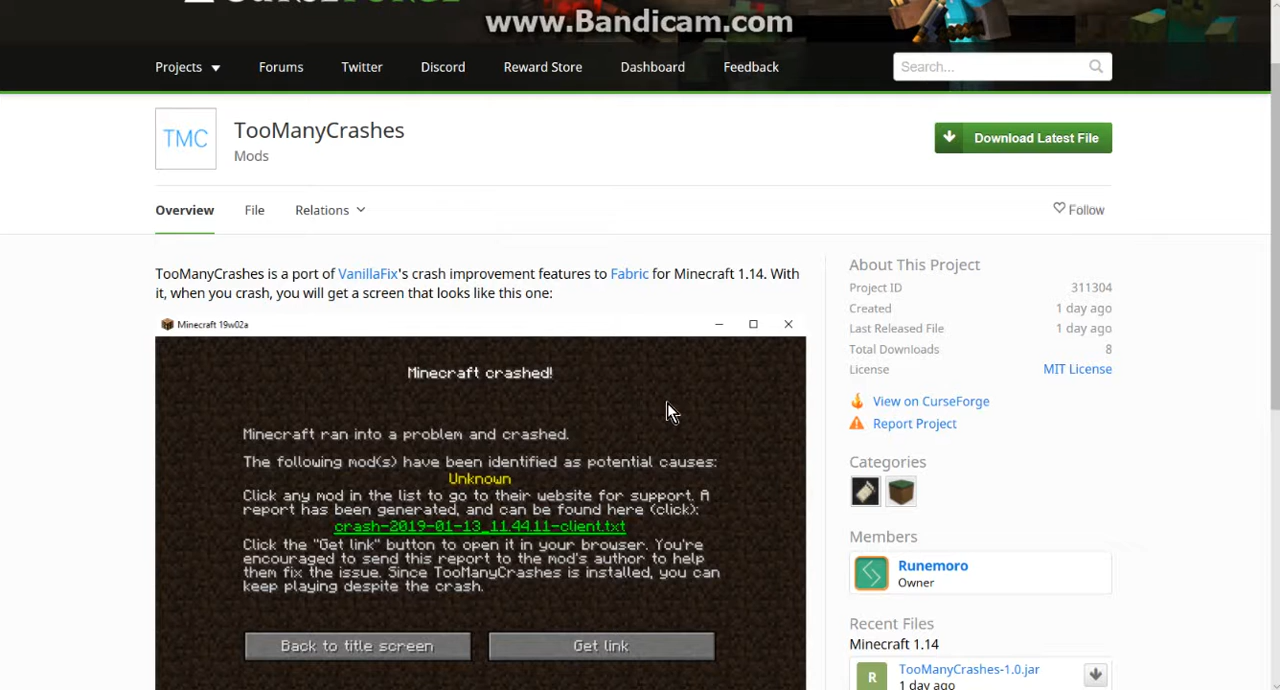 www.Bandicam.com
Projects Forums Twitter Discord Reward Store Dashboard Feedback Search...
TMC
TooManyCrashes
Mods
Download Latest File
Overview File Relations
Follow
TooManyCrashes is a port of VanillaFix's crash improvement features to Fabric for Minecraft 1.14. With
it, when you crash, you will get a screen that looks like this one:
Minecraft 19w02a
Minecraft crashed!
Minecraft ran into a problem and crashed.
The following mod(s) have been identified as potential causes:
Unknown
Click any mod in the list to go to their website for support. A
report has been generated, and can be found here (click):
crash-2019-01-13_11.44.11-client.txt
Click the "Get link" button to open it in your browser. You're
encouraged to send this report to the mod's author to help
them fix the issue. Since TooManyCrashes is installed, you can
keep playing despite the crash.
Back to title screen Get link
About This Project
Project ID 311304
Created 1 day ago
Last Released File 1 day ago
Total Downloads 8
License MIT License
View on CurseForge
Report Project
Categories
Members
Runemoro
Owner
Recent Files
Minecraft 1.14
R TooManyCrashes-1.0.jar
1 day ago